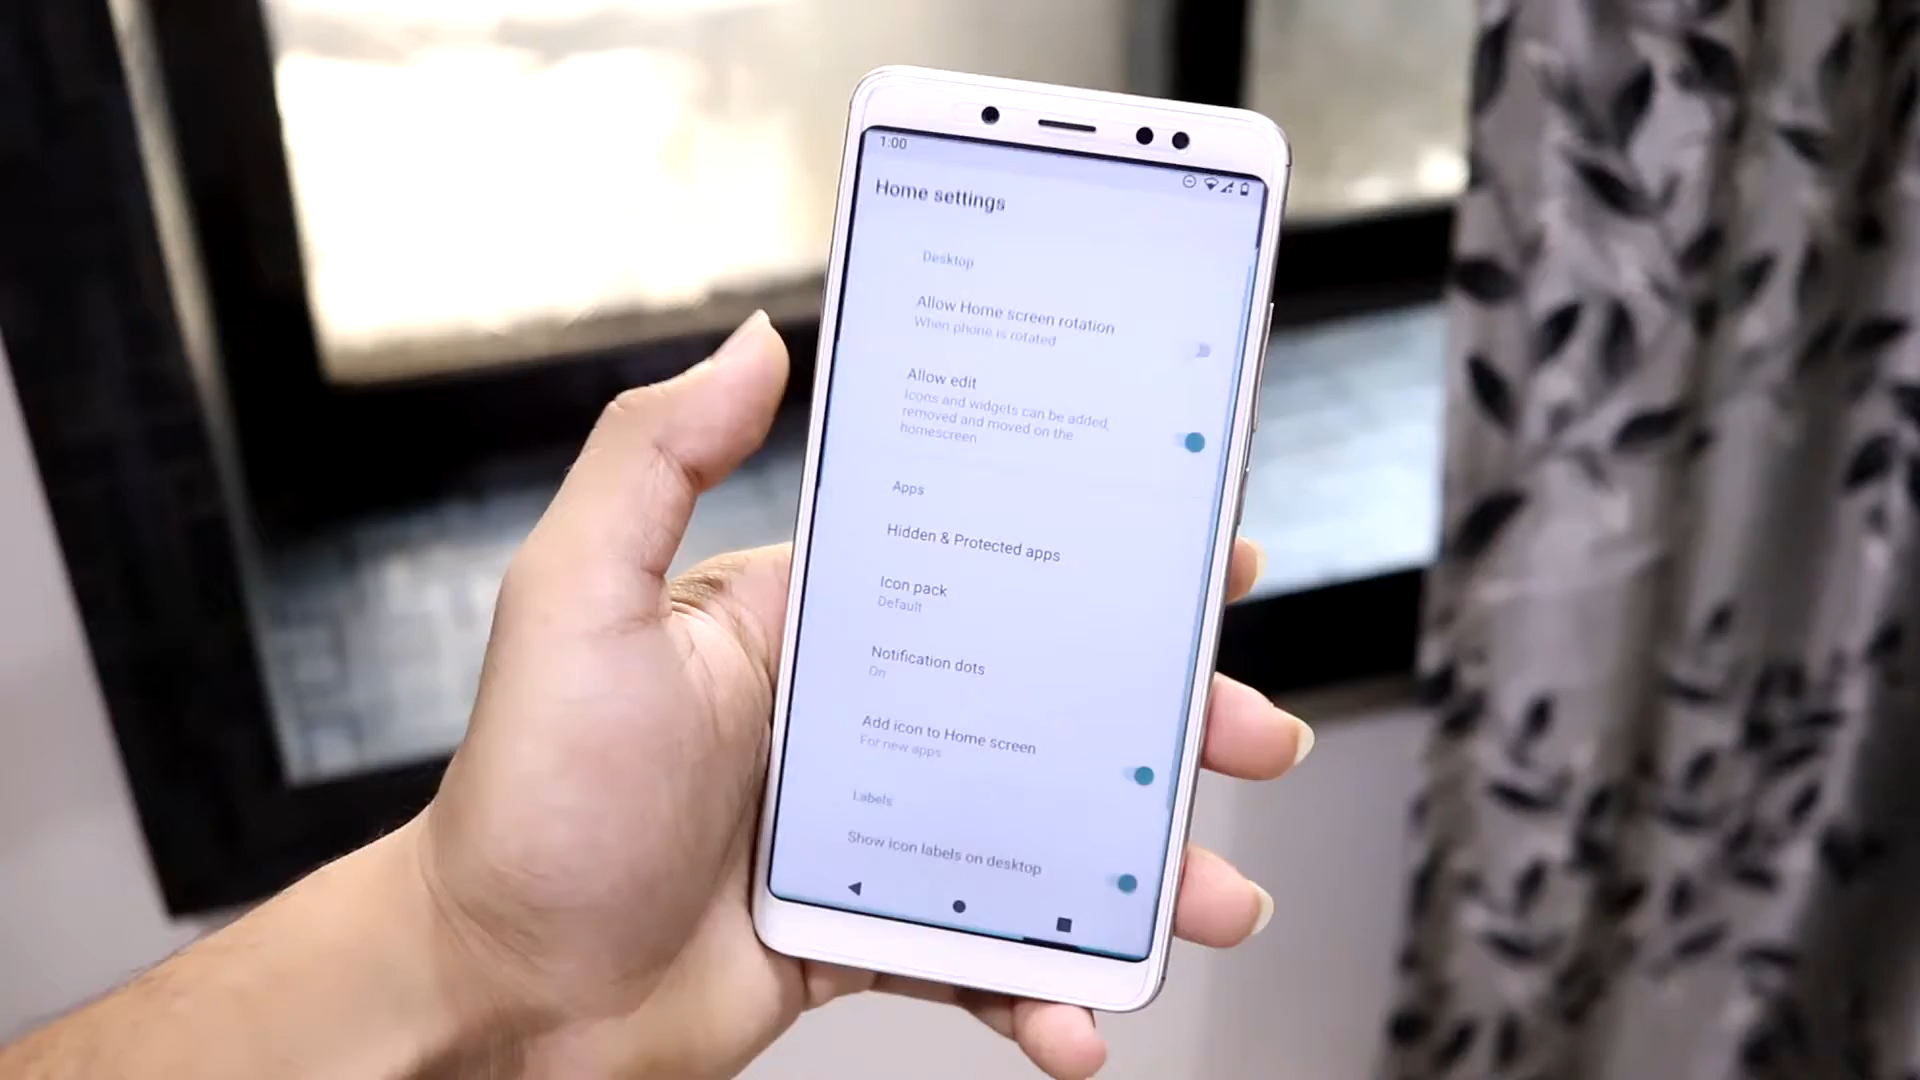 1:00
Home settings
Desktop
Allow Home screen rotation
When phone is rotated
Allow edit
Icons and widgets can be added,
removed and moved on the
homescreen
Apps
Hidden & Protected apps
Icon pack
Default
Notification dots
On
Add icon to Home screen
For new apps
Labels
Show icon labels on desktop